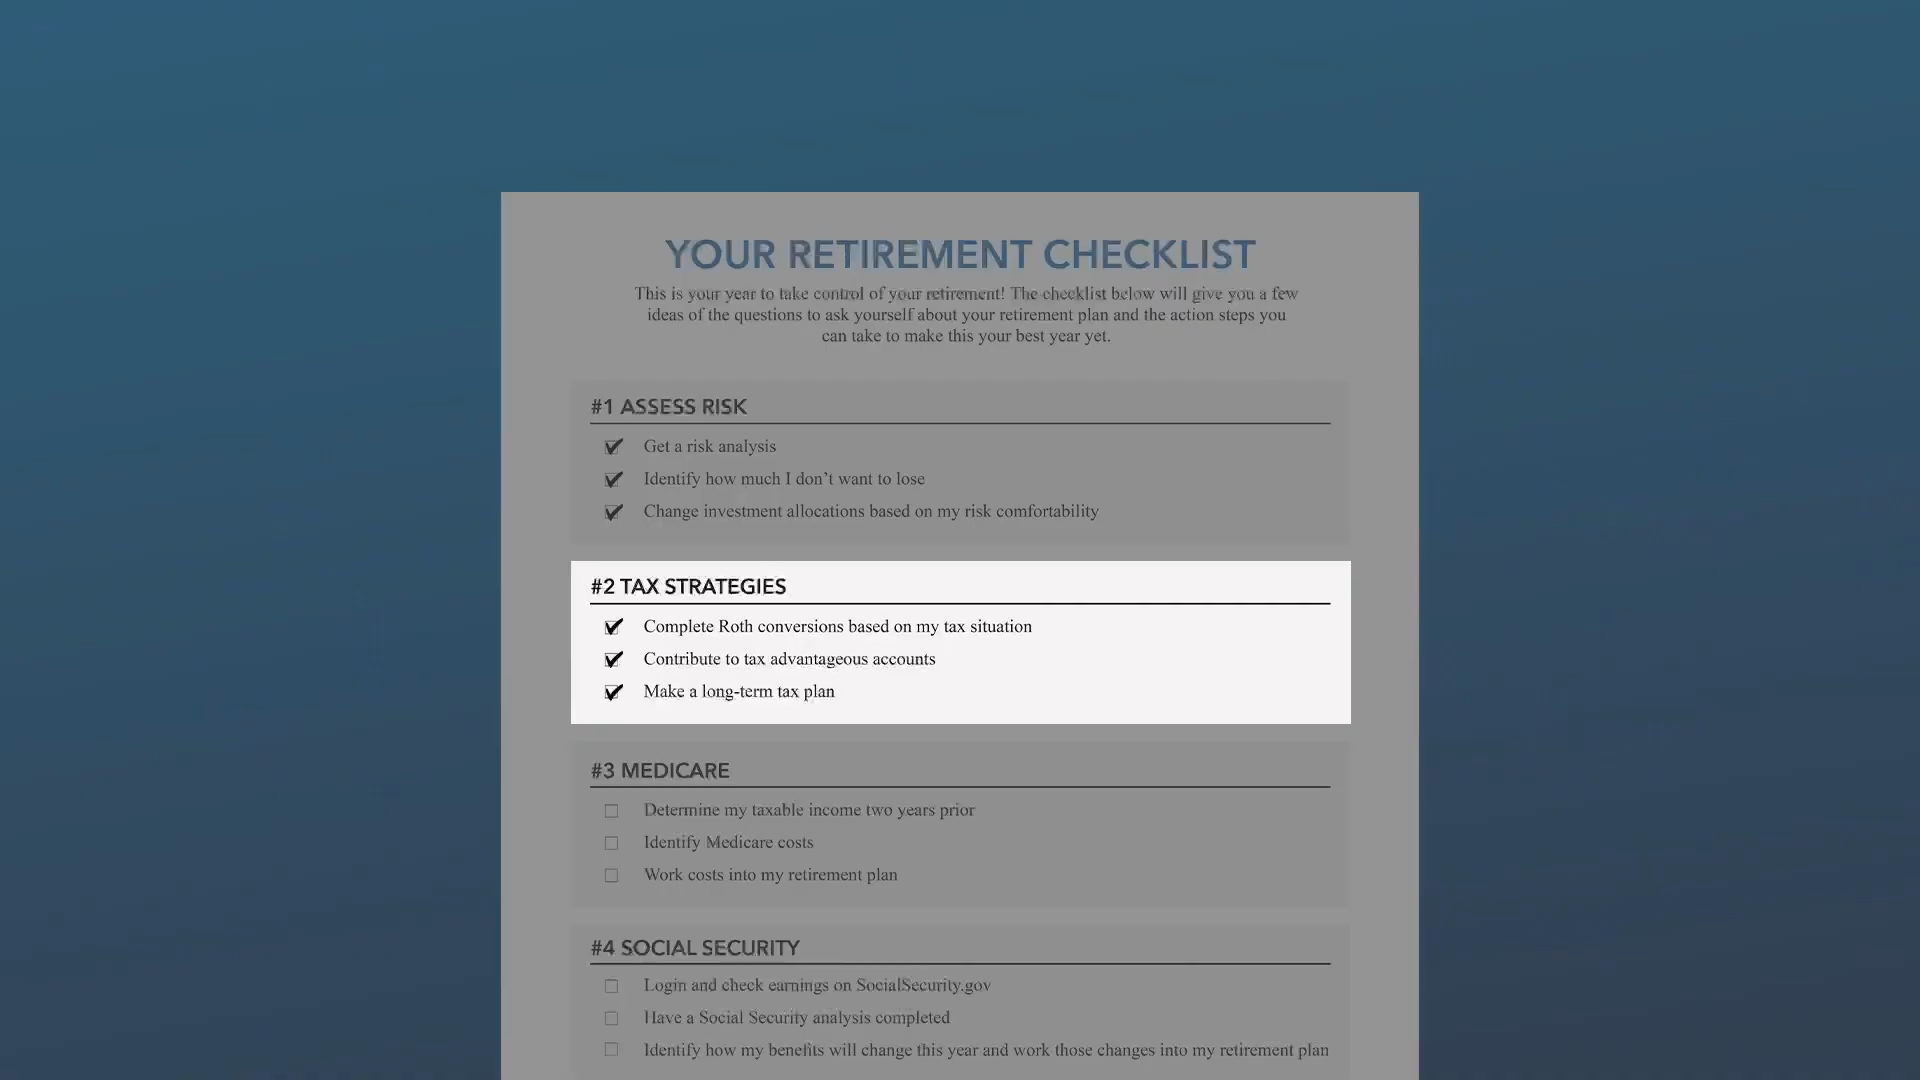 YOUR RETIREMENT CHECKLIST
This is your year to take control of your retirement! The checklist below will give you a few
ideas of the questions to ask yourself about your retirement plan and the action steps you
can take to make this your best year yet.
#1 ASSESS RISK
Get a risk analysis
Identify how much I don’t want to lose
Change investment allocations based on my risk comfortability
#2 TAX STRATEGIES
Complete Roth conversions based on my tax situation
Contribute to tax advantageous accounts
Make a long-term tax plan
#3 MEDICARE
Determine my taxable income two years prior
Identify Medicare costs
Work costs into my retirement plan
#4 SOCIAL SECURITY
Login and check earnings on SocialSecurity.gov
Have a Social Security analysis completed
Identify how my benefits will change this year and work those changes into my retirement plan